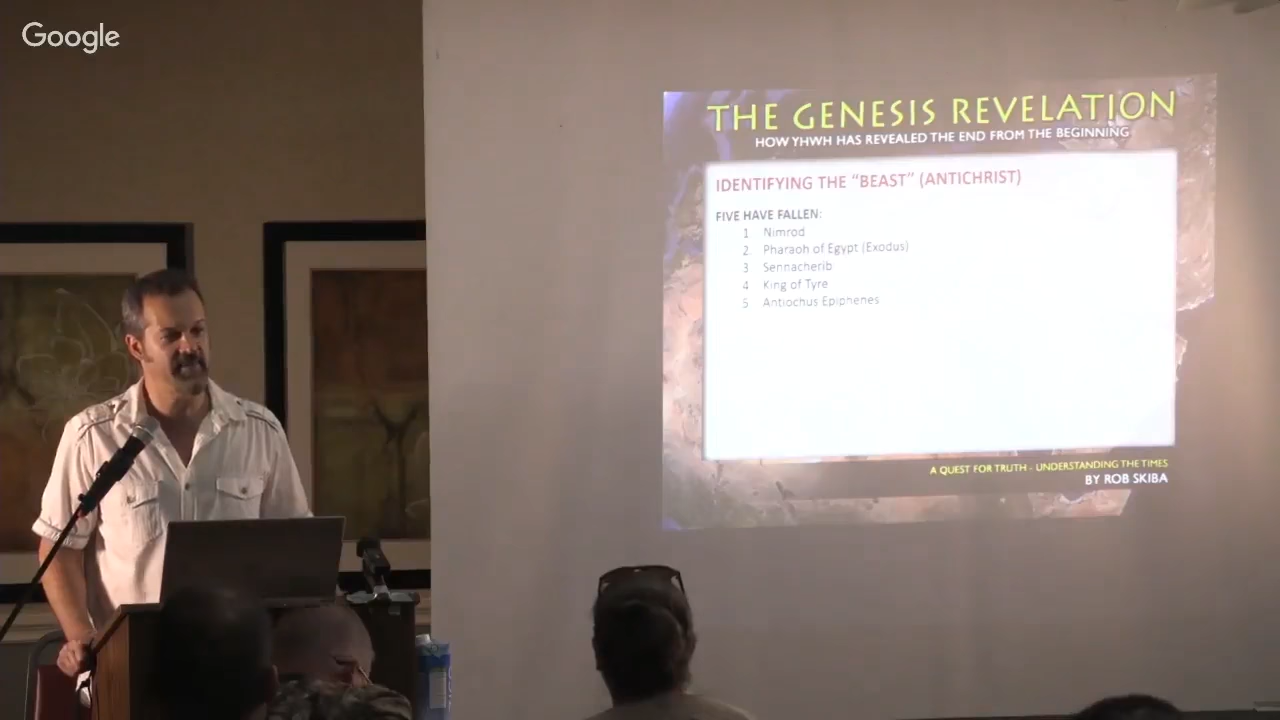 Google
THE GENESIS REVELATION
HOW YHWH HAS REVEALED THE END FROM THE BEGINNING
IDENTIFYING THE “BEAST” (ANTICHRIST)
FIVE HAVE FALLEN:
1 Nimrod
2. Pharaoh of Egypt (Exodus)
3. Sennacherib
4 King of Tyre
5 Antiochus Epiphenes
A QUEST FOR TRUTH - UNDERSTANDING THE TIMES
BY ROB SKIBA